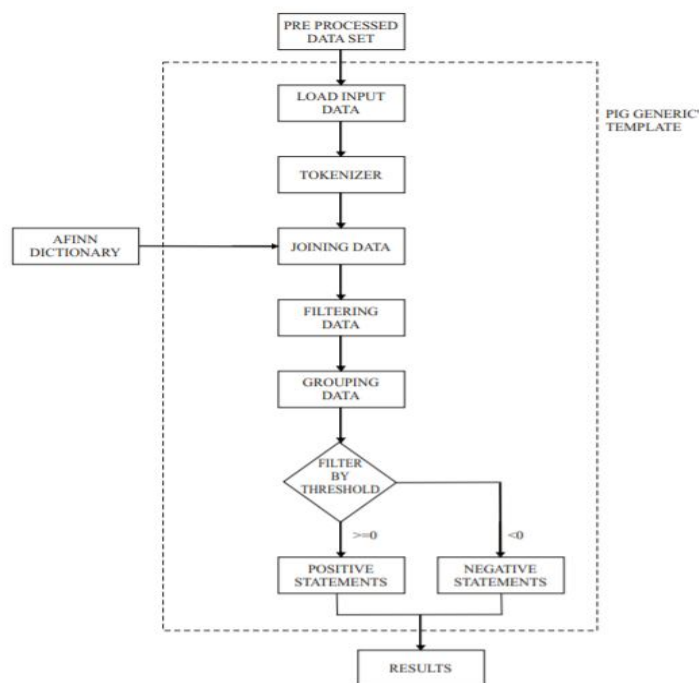 PRE PROCESSED
DATA SET
LOAD INPUT
DATA
PIG GENERIC'
TEMPLATE
TOKENIZER
AFINN
DICTIONARY
JOINING DATA
FILTERING
DATA
GROUPING
DATA
FILTER
BY
THRESHOLD
>=0
<0
POSITIVE
STATEMENTS
NEGATIVE
STATEMENTS
RESULTS